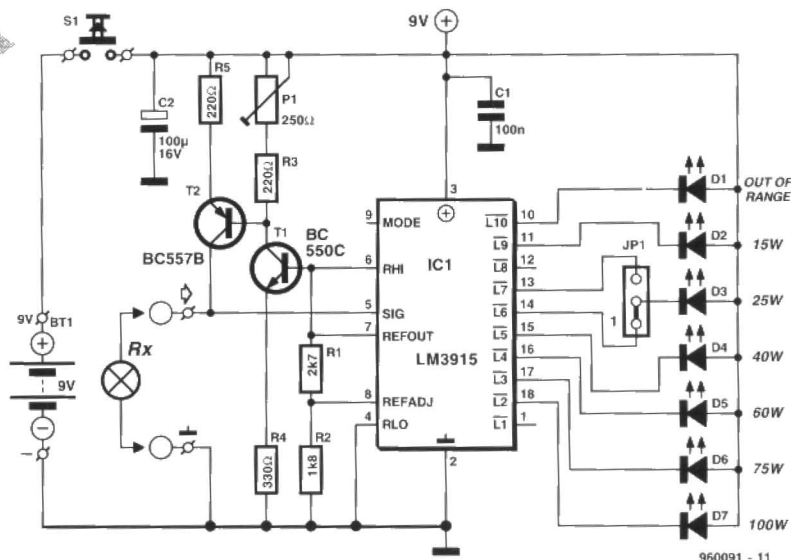 S1
9V
R5
220Ω
P1
250Ω
C2
100µ
16V
C1
100n
R3
220Ω
T2
BC557B
T1
BC
550C
3
9
MODE
6
RHI
5
SIG
7
REFOUT
8
REFADJ
4
RLO
2
IC1
LM3915
L10
10
L9
11
L8
12
L7
13
L6
14
L5
15
L4
16
L3
17
L2
18
L1
1
JP1
1
D1
OUT OF
RANGE
D2
15W
D3
25W
D4
40W
D5
60W
D6
75W
D7
100W
9V
BT1
9V
Rx
R1
2k7
R2
1k8
R4
330Ω
960091 - 11